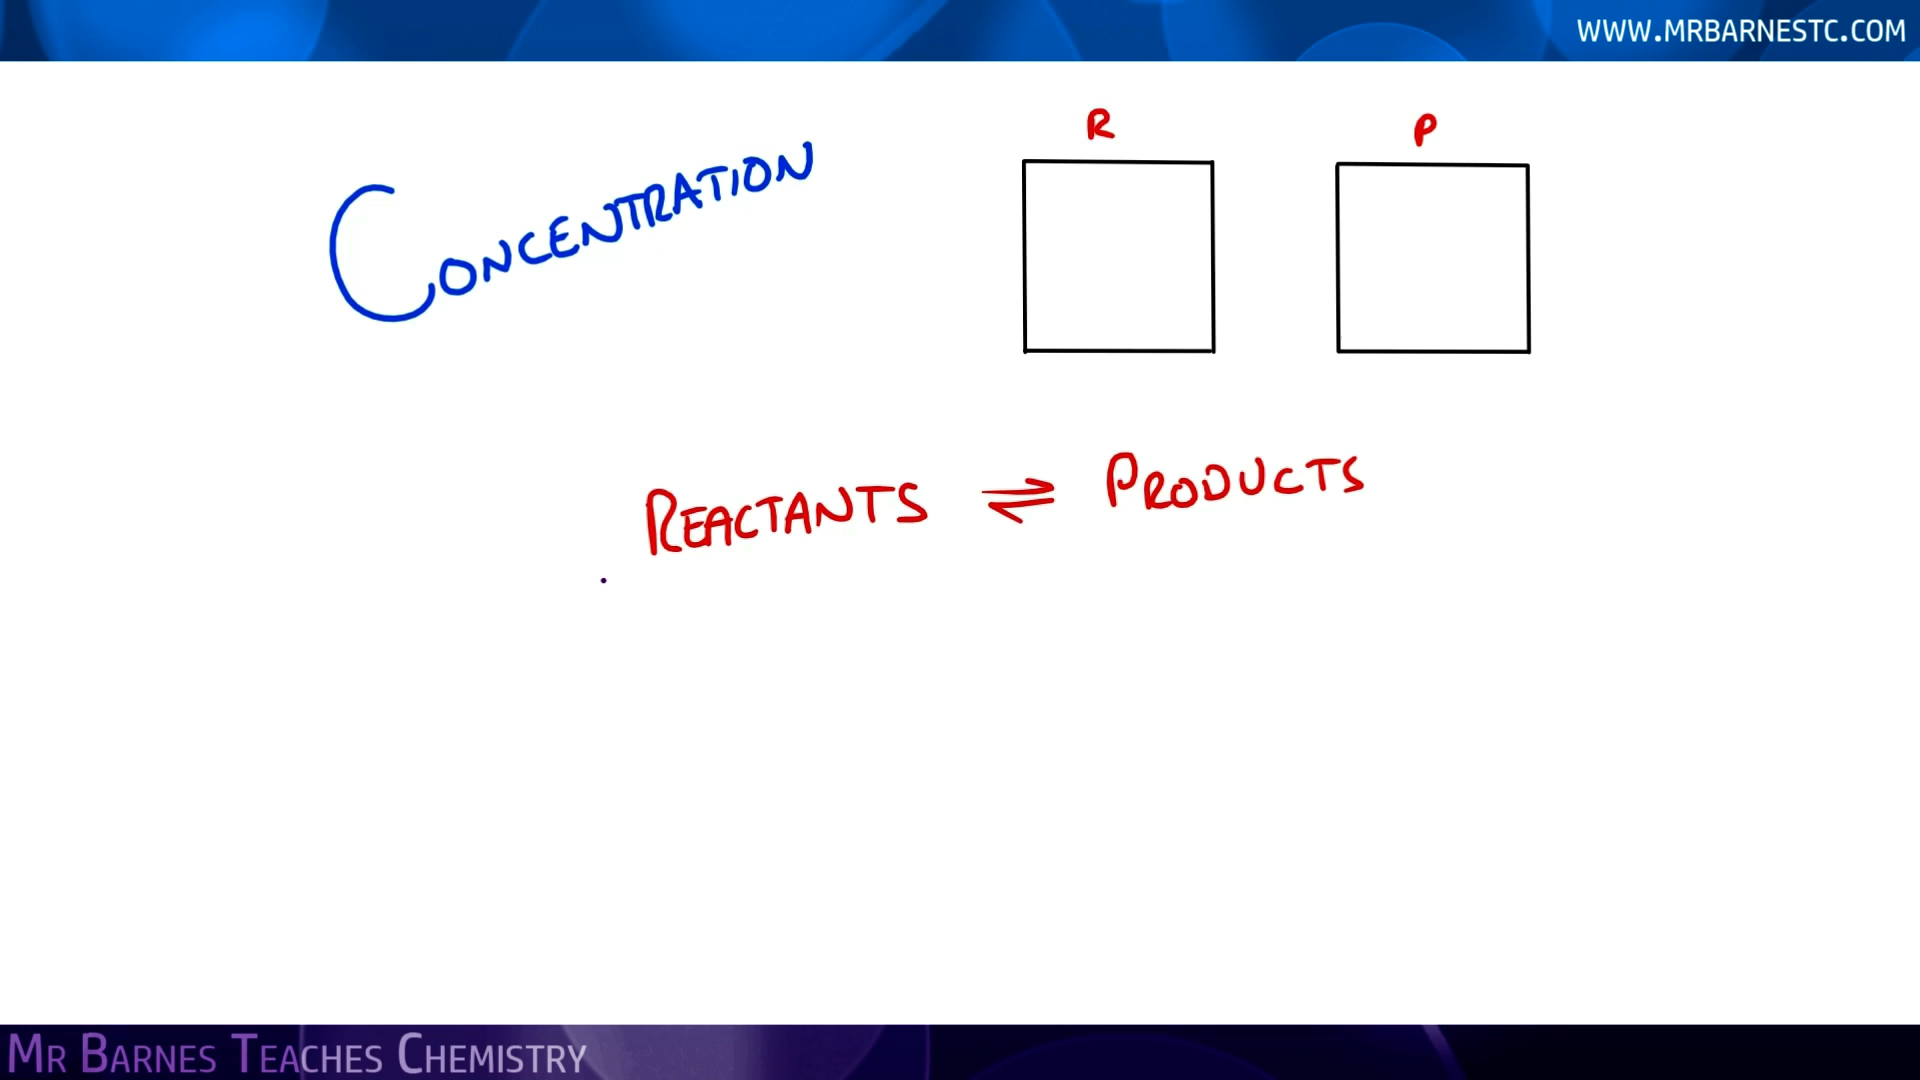 WWW.MRBARNESTC.COM
R P
CONCENTRATION
REACTANTS ⇌ PRODUCTS
MR BARNES TEACHES CHEMISTRY